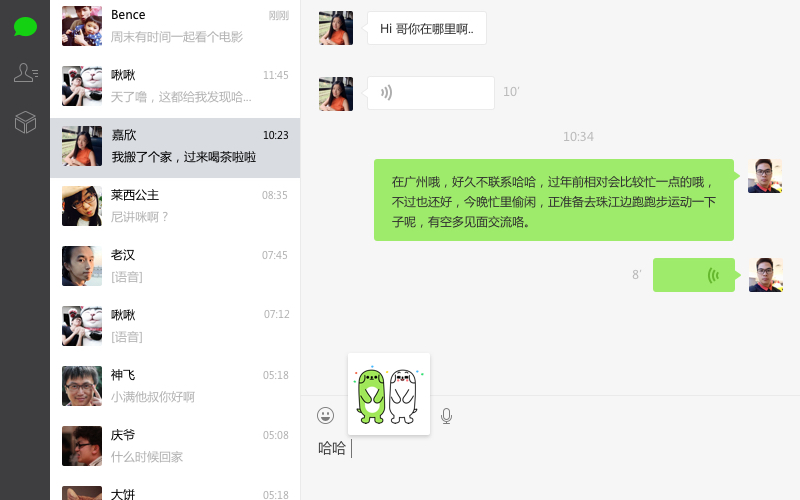 Bence
刚刚
周末有时间一起看个电影
啾啾
11:45
天了噜，这都给我发现哈...
嘉欣
10:23
我搬了个家，过来喝茶啦啦
莱西公主
08:35
尼讲咪啊？
老汉
07:45
[语音]
啾啾
07:12
[语音]
神飞
05:18
小满他叔你好啊
庆爷
05:08
什么时候回家
大饼
05:18
Hi 哥你在哪里啊..
10'
10:34
在广州哦，好久不联系哈哈，过年前相对会比较忙一点的哦，
不过也还好，今晚忙里偷闲，正准备去珠江边跑跑步运动一下
子呢，有空多见面交流咯。
8'
哈哈